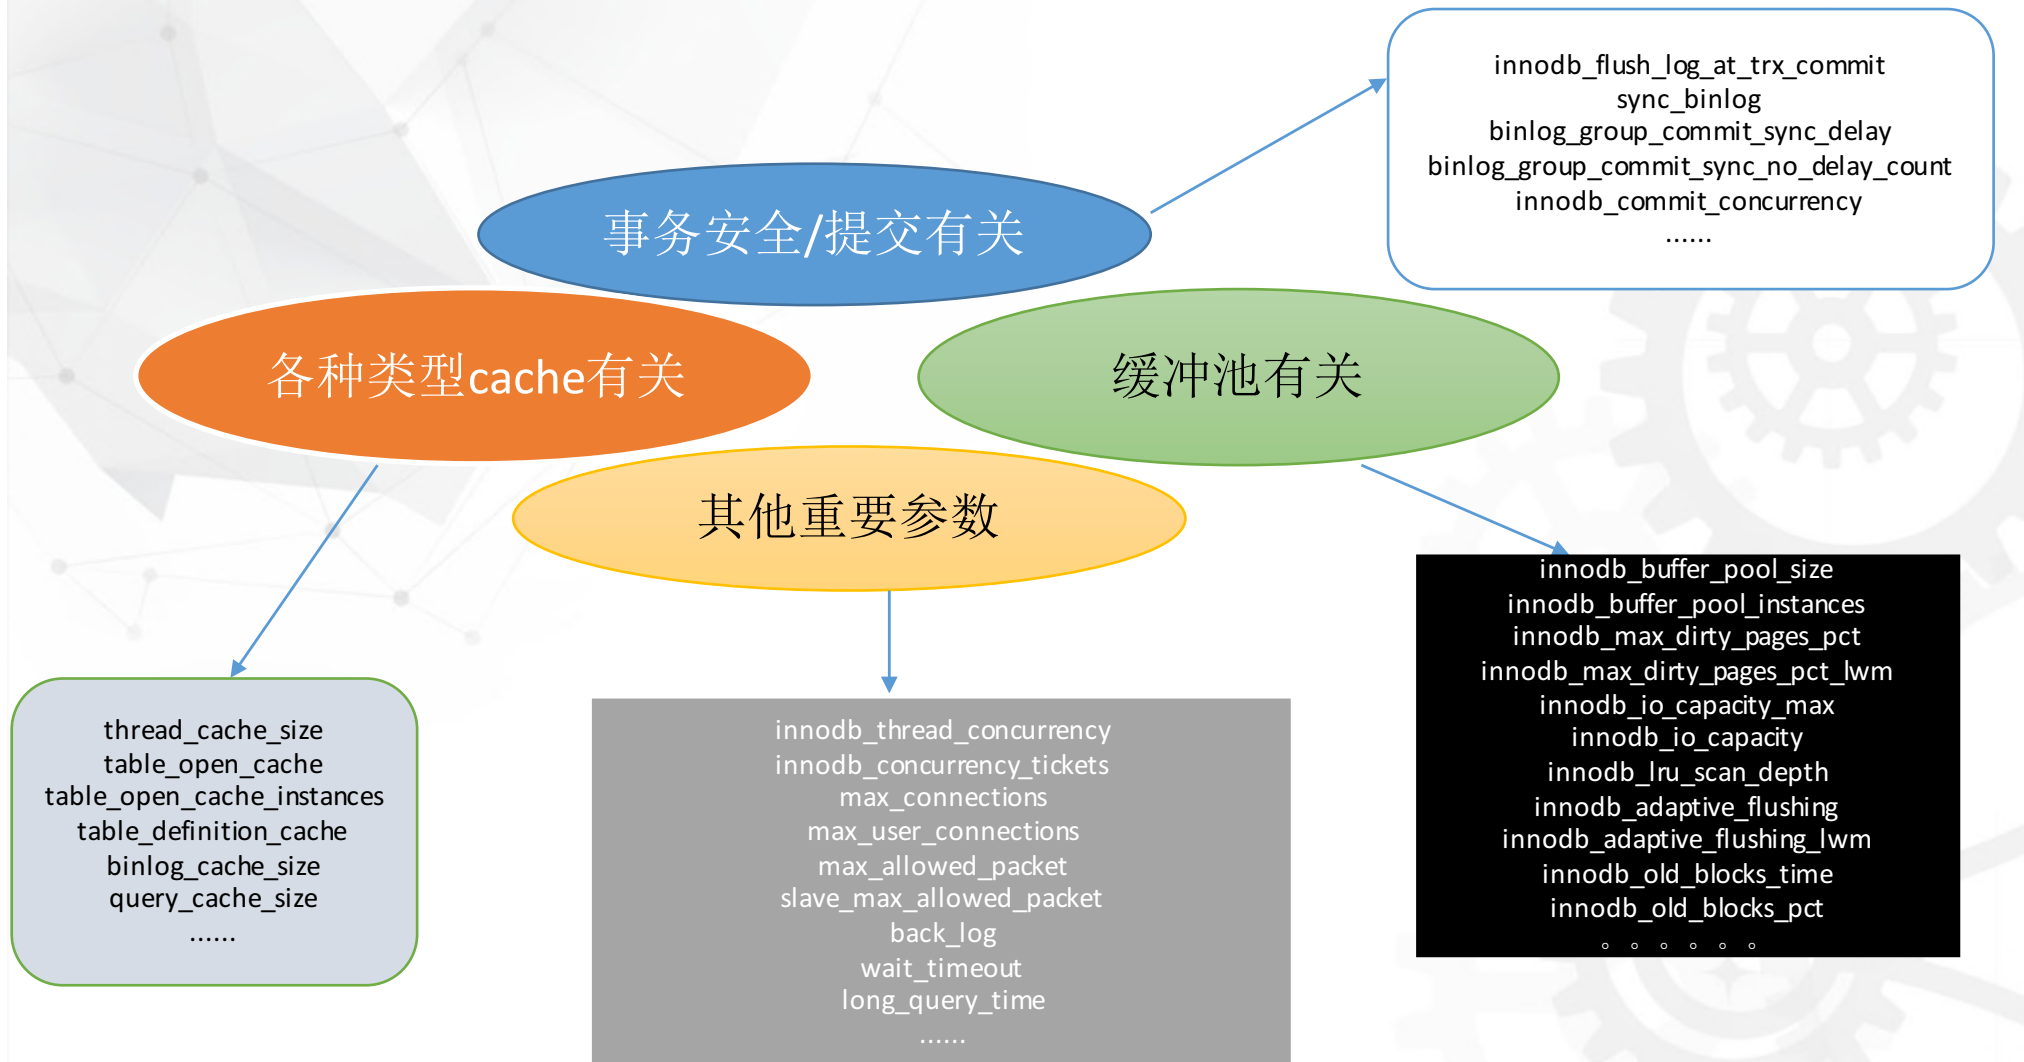 事务安全/提交有关
innodb_flush_log_at_trx_commit
sync_binlog
binlog_group_commit_sync_delay
binlog_group_commit_sync_no_delay_count
innodb_commit_concurrency
......
各种类型cache有关
缓冲池有关
其他重要参数
thread_cache_size
table_open_cache
table_open_cache_instances
table_definition_cache
binlog_cache_size
query_cache_size
......
innodb_thread_concurrency
innodb_concurrency_tickets
max_connections
max_user_connections
max_allowed_packet
slave_max_allowed_packet
back_log
wait_timeout
long_query_time
......
innodb_buffer_pool_size
innodb_buffer_pool_instances
innodb_max_dirty_pages_pct
innodb_max_dirty_pages_pct_lwm
innodb_io_capacity_max
innodb_io_capacity
innodb_lru_scan_depth
innodb_adaptive_flushing
innodb_adaptive_flushing_lwm
innodb_old_blocks_time
innodb_old_blocks_pct
。。。。。。